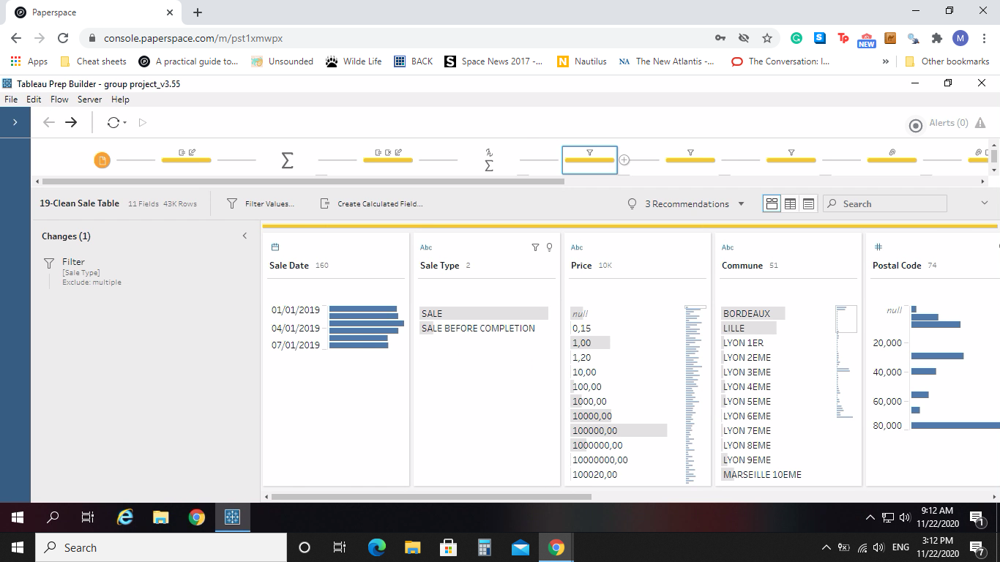 Paperspace
console.paperspace.com/m/pst1xmwpx
Tp
NEW
M
Apps Cheat sheets A practical guide to... Unsounded Wilde Life BACK Space News 2017 -... Nautilus The New Atlantis -... The Conversation: I... » Other bookmarks
Tableau Prep Builder - group project_v3.55
File Edit Flow Server Help
Alerts (0)
19-Clean Sale Table 11 Fields 43K Rows Filter Values... Create Calculated Field... 3 Recommendations Search
Changes (1)
Filter
[Sale Type]
Exclude: multiple
Sale Date 160
01/01/2019
04/01/2019
07/01/2019
Abc
Sale Type 2
SALE
SALE BEFORE COMPLETION
Abc
Price 10K
null
0,15
1,00
1,20
10,00
100,00
1000,00
10000,00
100000,00
1000000,00
10000000,00
100020,00
Abc
Commune 51
BORDEAUX
LILLE
LYON 1ER
LYON 2EME
LYON 3EME
LYON 4EME
LYON 5EME
LYON 6EME
LYON 7EME
LYON 8EME
LYON 9EME
MARSEILLE 10EME
#
Postal Code 74
null
20,000
40,000
60,000
80,000
9:12 AM
11/22/2020
1
Search
ENG
3:12 PM
11/22/2020
7